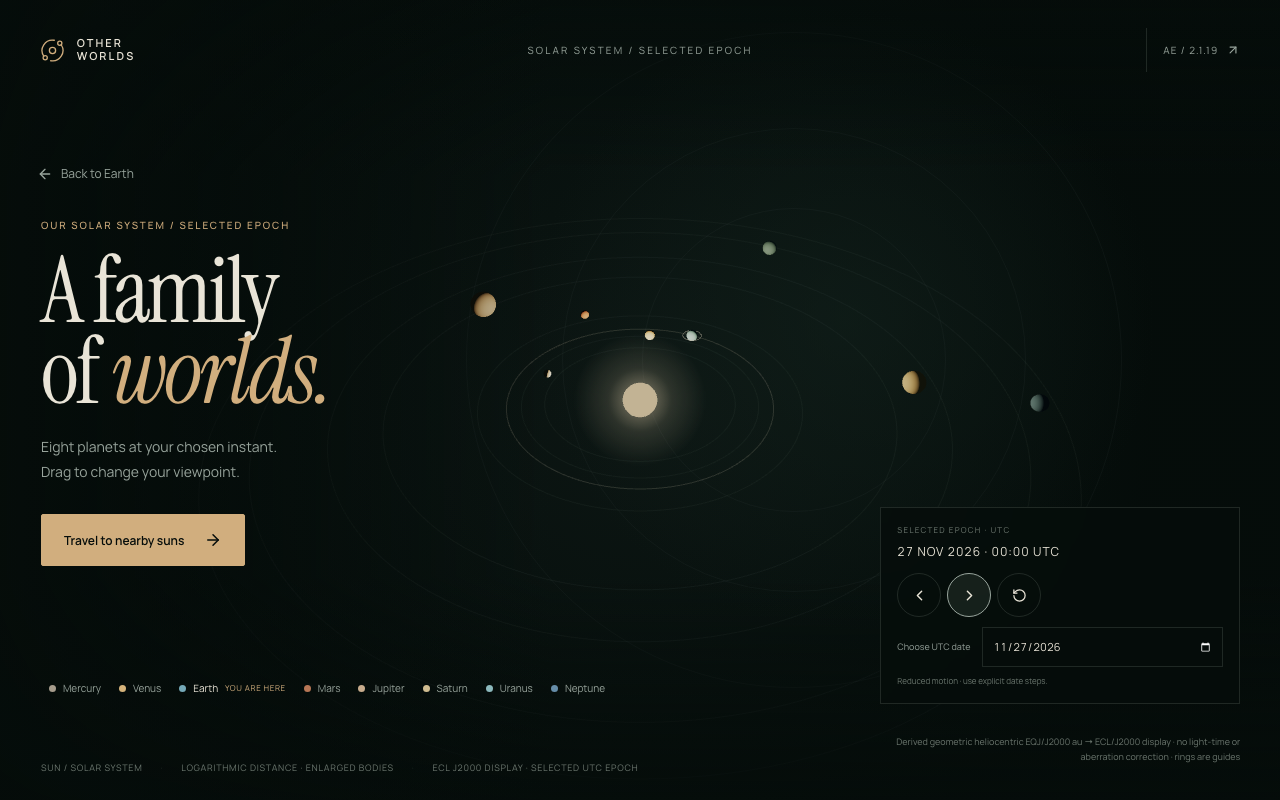 OTHER
WORLDS
SOLAR SYSTEM / SELECTED EPOCH
AE / 2.1.19
Back to Earth
OUR SOLAR SYSTEM / SELECTED EPOCH
A family
of worlds.
Eight planets at your chosen instant.
Drag to change your viewpoint.
Travel to nearby suns
SELECTED EPOCH · UTC
27 NOV 2026 · 00:00 UTC
Choose UTC date
11/27/2026
Reduced motion · use explicit date steps.
Mercury
Venus
Earth YOU ARE HERE
Mars
Jupiter
Saturn
Uranus
Neptune
Derived geometric heliocentric EQJ/J2000 au → ECL/J2000 display · no light-time or
aberration correction · rings are guides
SUN / SOLAR SYSTEM
LOGARITHMIC DISTANCE · ENLARGED BODIES
ECL J2000 DISPLAY · SELECTED UTC EPOCH